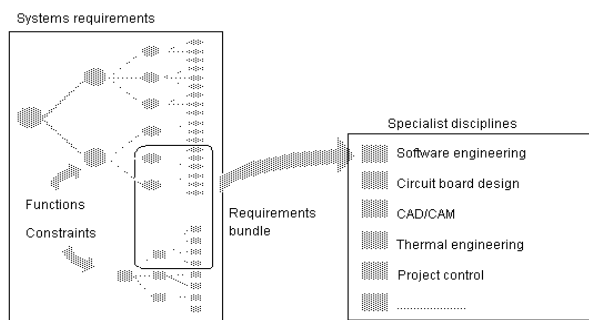 Systems requirements
Functions
Constraints
Requirements
bundle
Specialist disciplines
Software engineering
Circuit board design
CAD/CAM
Thermal engineering
Project control
.....................